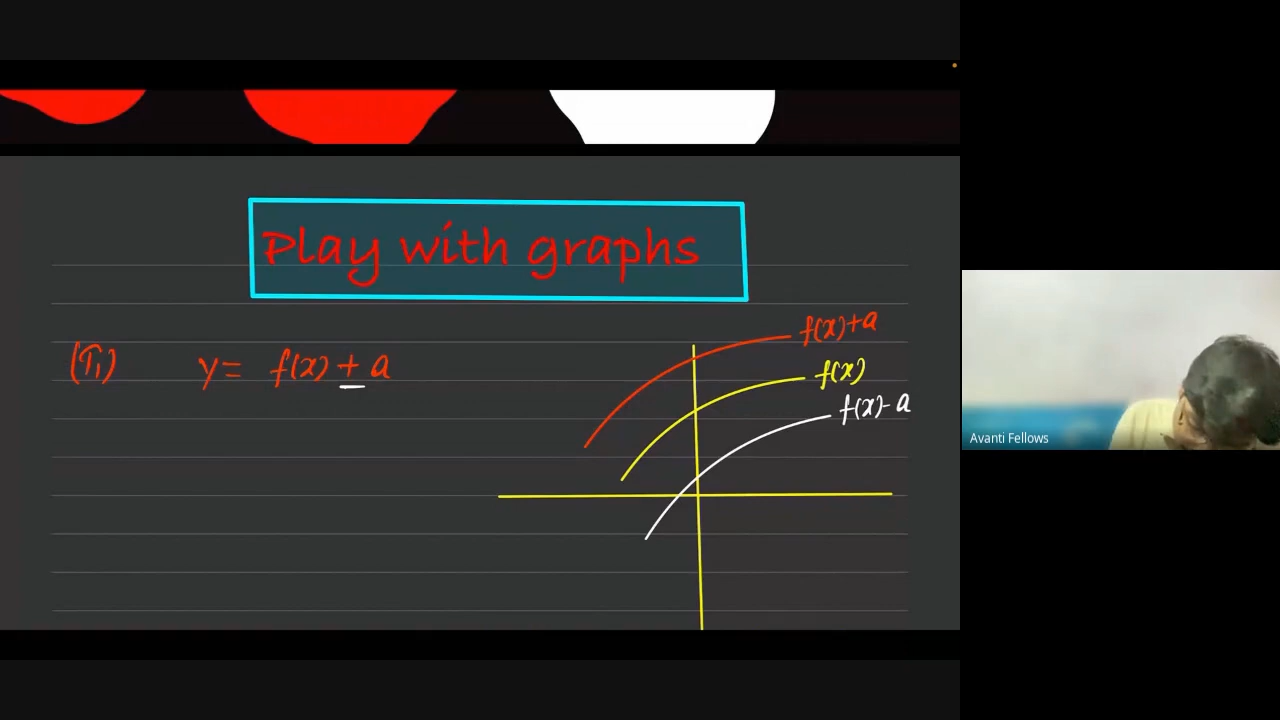 Play with graphs
(T1) y = f(x) + a
f(x)+a
f(x)
f(x)-a
Avanti Fellows